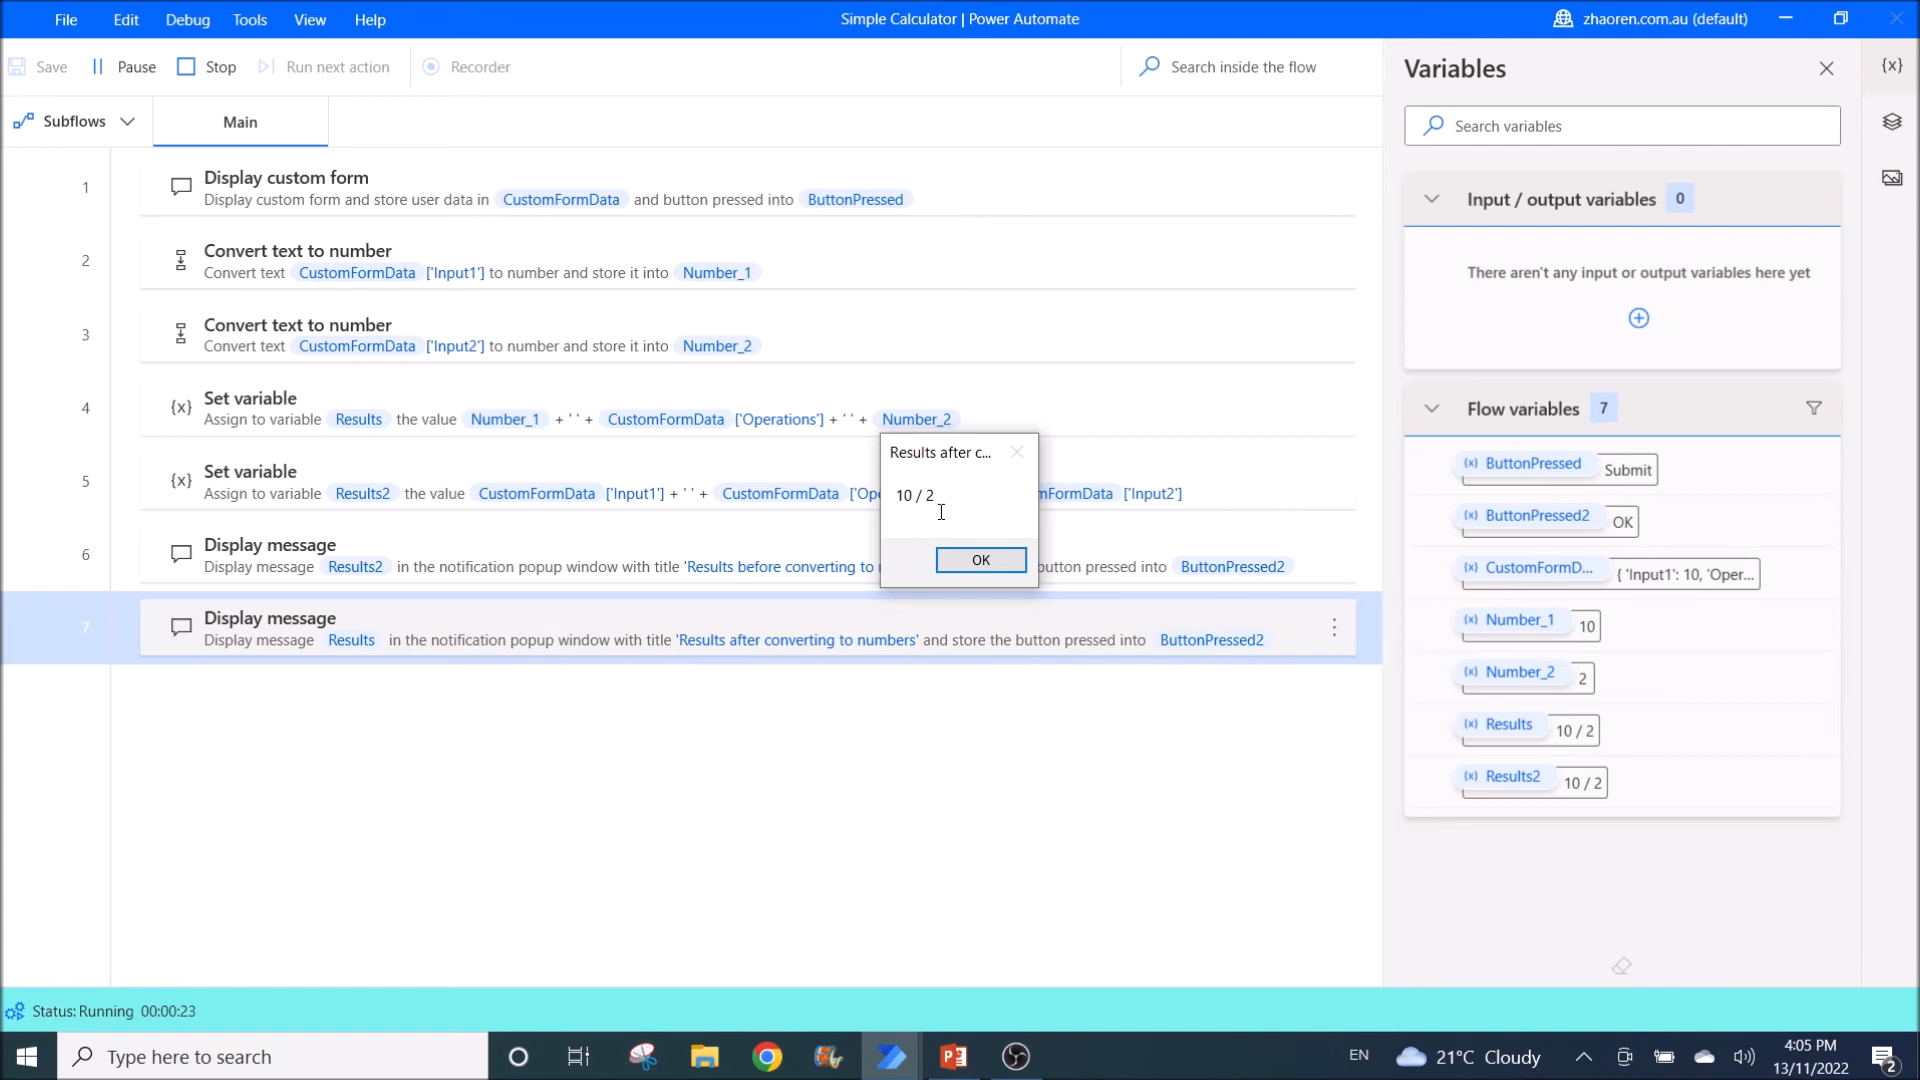 File Edit Debug Tools View Help
Simple Calculator | Power Automate
zhaoren.com.au (default)
Save Pause Stop Run next action Recorder
Search inside the flow
Subflows
Main
1
Display custom form
Display custom form and store user data in CustomFormData and button pressed into ButtonPressed
2
Convert text to number
Convert text CustomFormData ['Input1'] to number and store it into Number_1
3
Convert text to number
Convert text CustomFormData ['Input2'] to number and store it into Number_2
4
{x}
Set variable
Assign to variable Results the value Number_1 + ' ' + CustomFormData ['Operations'] + ' ' + Number_2
5
{x}
Set variable
Assign to variable Results2 the value CustomFormData ['Input1'] + ' ' + CustomFormData ['Ope mFormData ['Input2']
6
Display message
Display message Results2 in the notification popup window with title 'Results before converting to button pressed into ButtonPressed2
7
Display message
Display message Results in the notification popup window with title 'Results after converting to numbers' and store the button pressed into ButtonPressed2
Results after c...
10 / 2
OK
Variables
{x}
Search variables
Input / output variables 0
There aren't any input or output variables here yet
Flow variables 7
(x) ButtonPressed Submit
(x) ButtonPressed2 OK
(x) CustomFormD... { 'Input1': 10, 'Oper...
(x) Number_1 10
(x) Number_2 2
(x) Results 10 / 2
(x) Results2 10 / 2
Status: Running 00:00:23
Type here to search
EN
21°C Cloudy
4:05 PM
13/11/2022
2